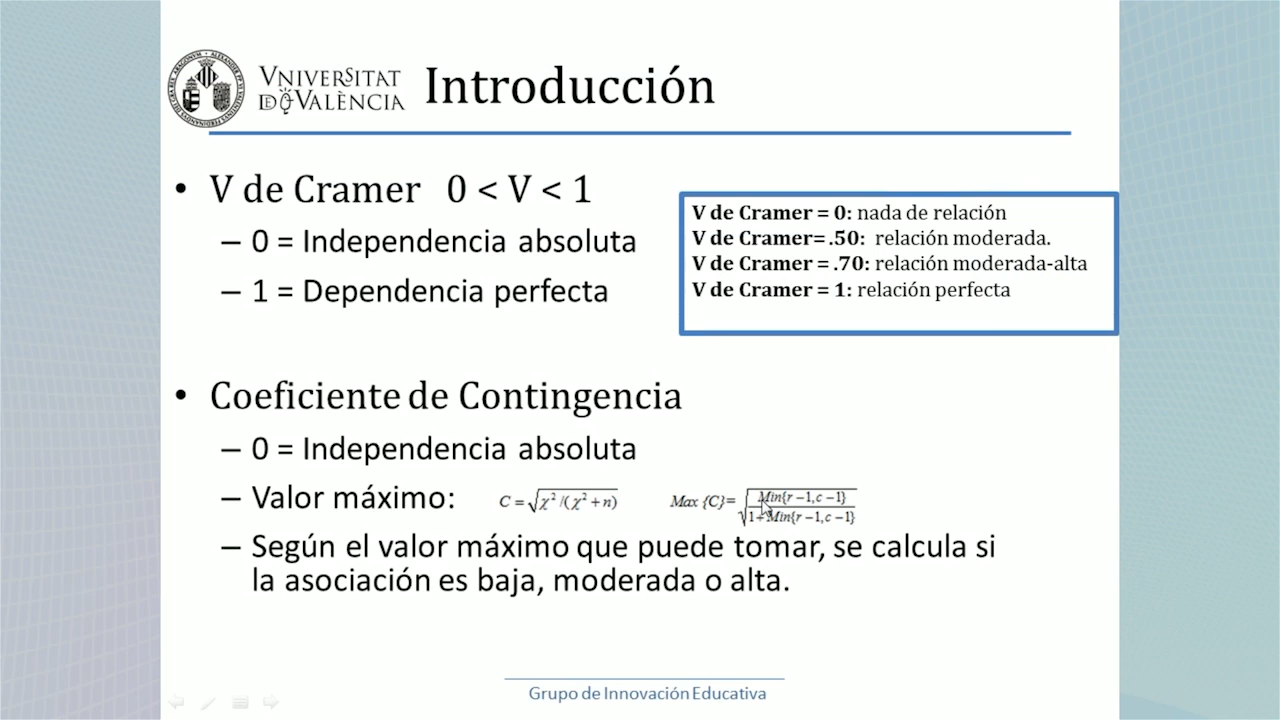 VNIVERSITAT
DE VALÈNCIA
Introducción
• V de Cramer 0 < V < 1
– 0 = Independencia absoluta
– 1 = Dependencia perfecta
V de Cramer = 0: nada de relación
V de Cramer= .50: relación moderada.
V de Cramer = .70: relación moderada-alta
V de Cramer = 1: relación perfecta
• Coeficiente de Contingencia
– 0 = Independencia absoluta
– Valor máximo: C = √χ² /(χ² + n) Max {C}= √Min{r −1,c −1} / 1+ Min{r −1,c −1}
– Según el valor máximo que puede tomar, se calcula si
la asociación es baja, moderada o alta.
Grupo de Innovación Educativa